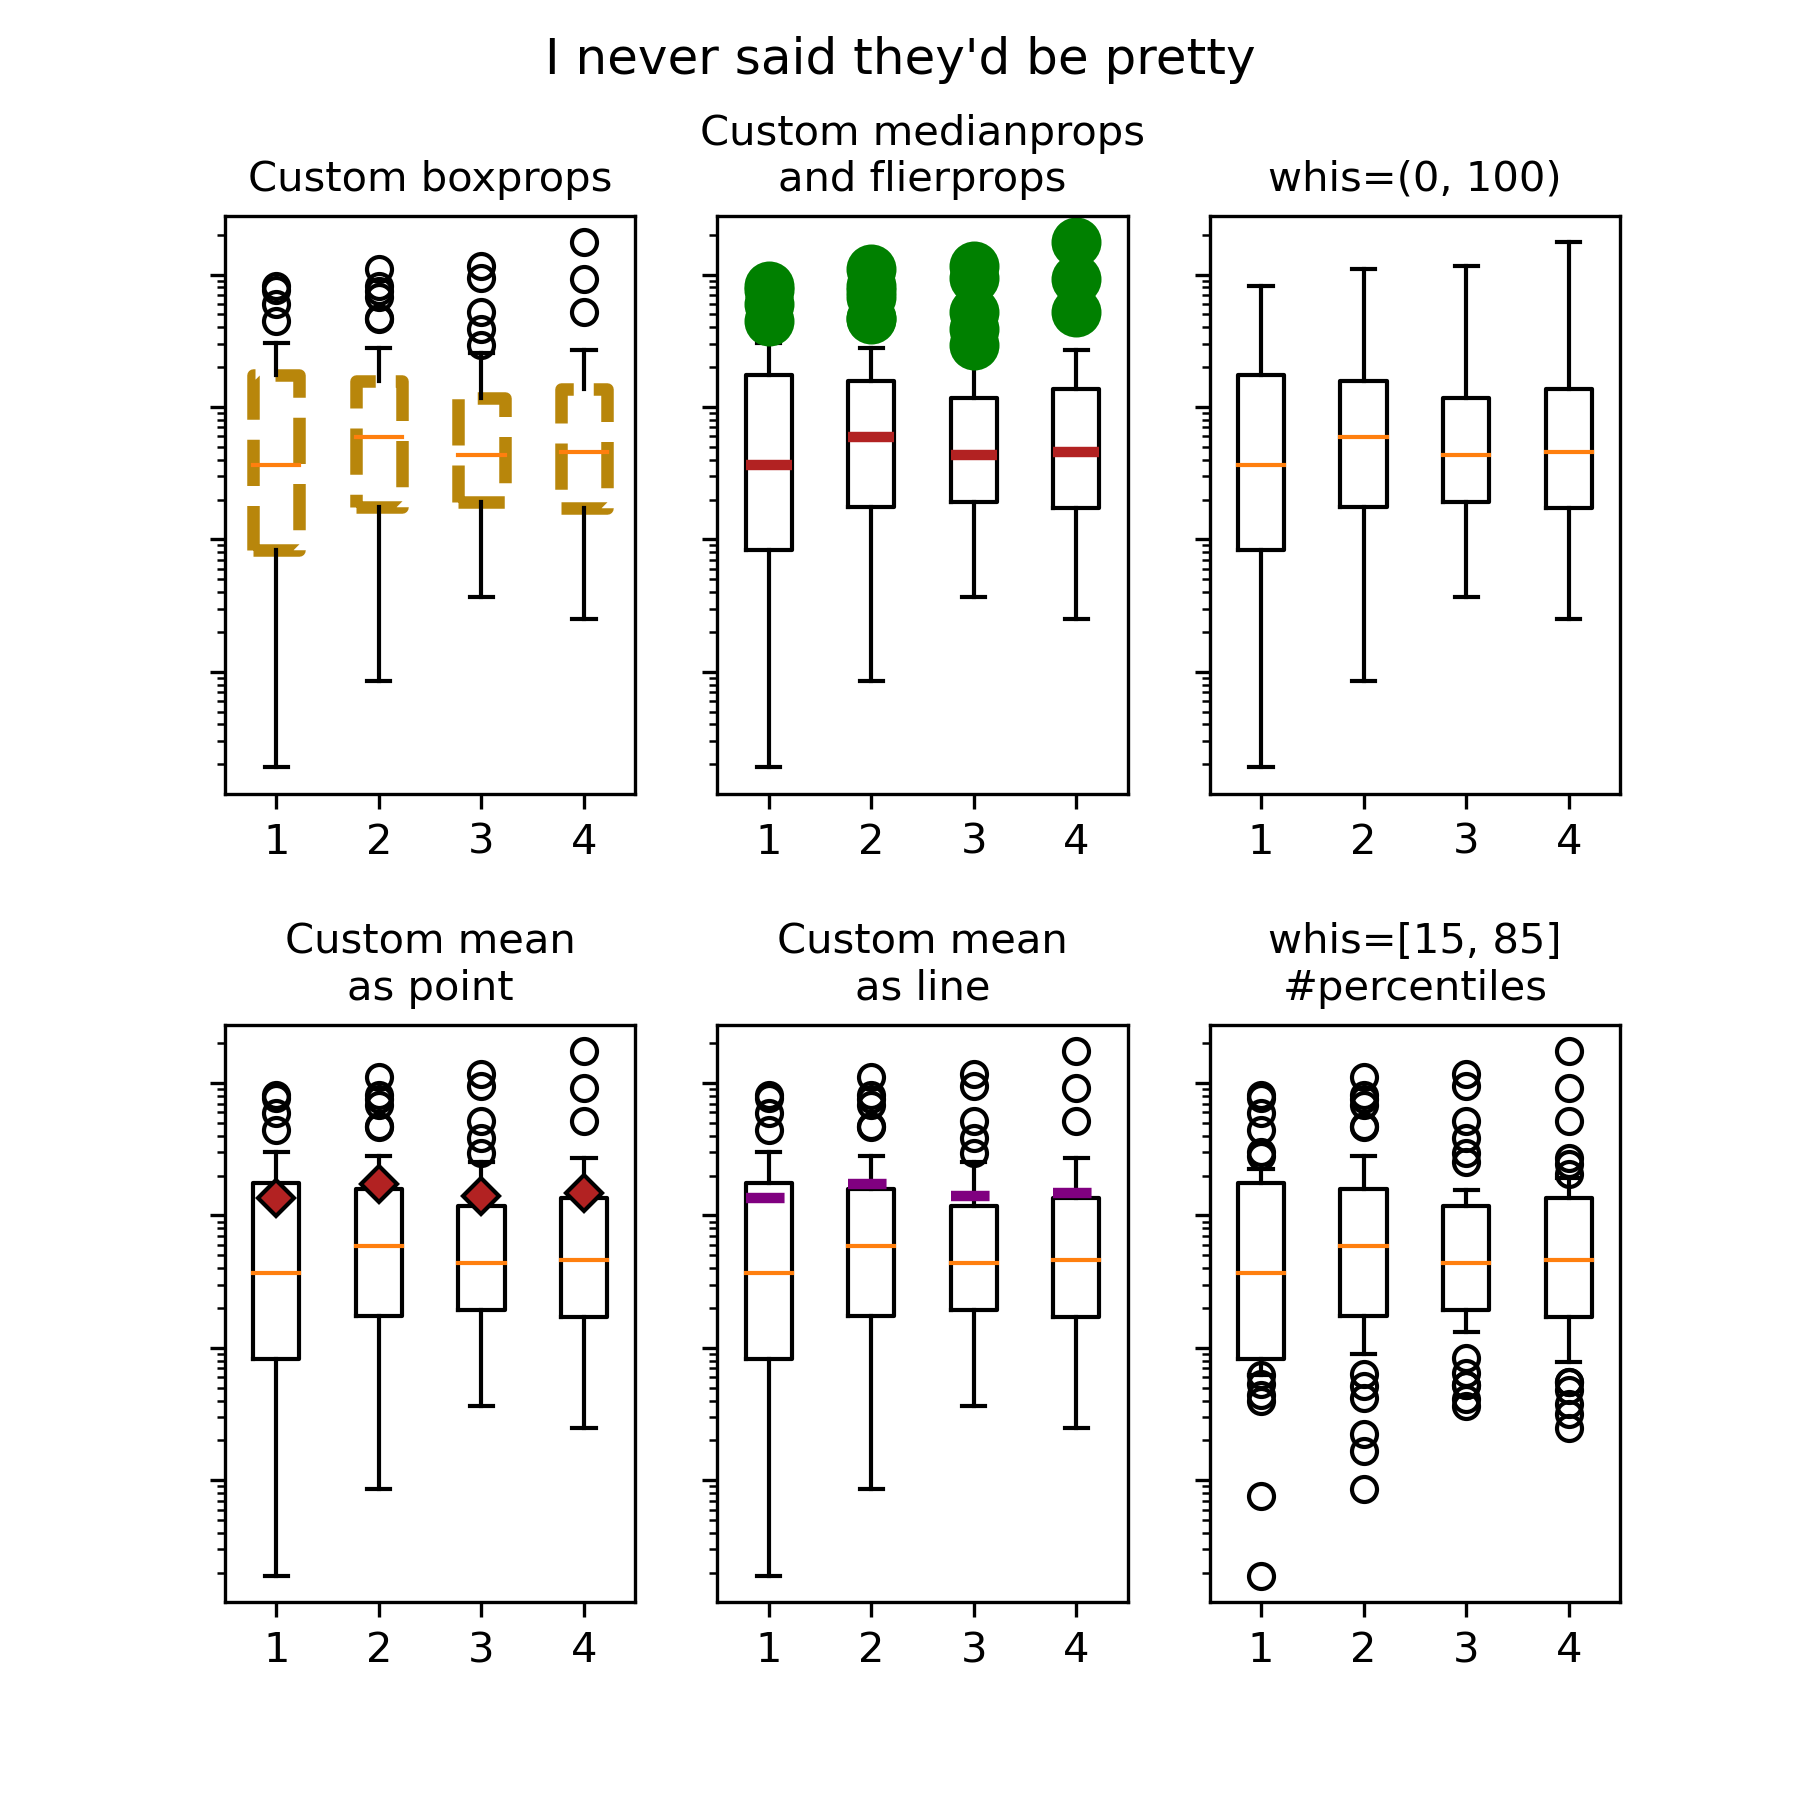 I never said they'd be pretty
Custom boxprops
Custom medianprops
and flierprops
whis=(0, 100)
1 2 3 4
1 2 3 4
1 2 3 4
Custom mean
as point
Custom mean
as line
whis=[15, 85]
#percentiles
1 2 3 4
1 2 3 4
1 2 3 4